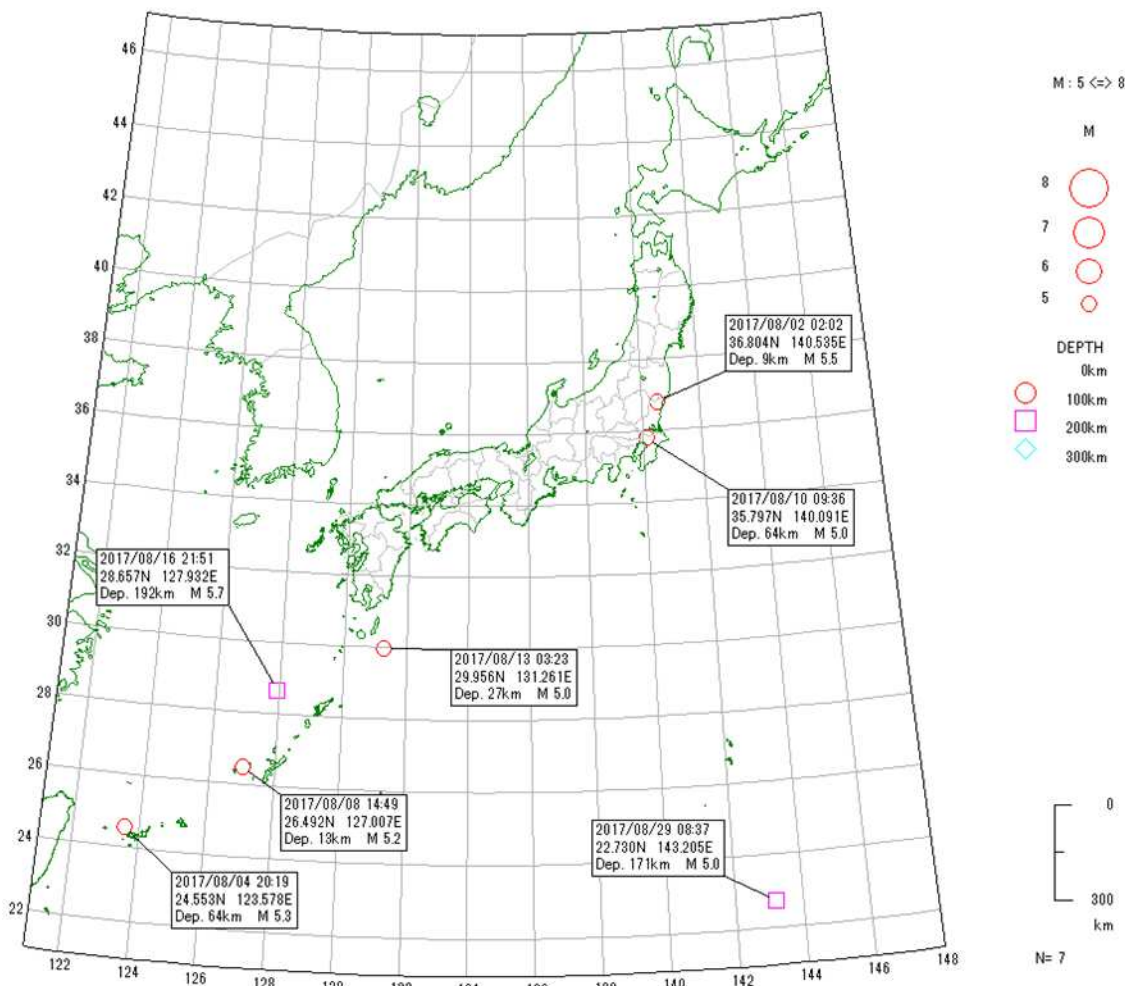 46
44
42
40
38
36
34
32
30
28
26
24
22
2017/08/02 02:02
36.804N 140.535E
Dep. 9km M 5.5
2017/08/10 09:36
35.797N 140.091E
Dep. 64km M 5.0
2017/08/16 21:51
28.657N 127.932E
Dep. 192km M 5.7
2017/08/13 03:23
29.956N 131.261E
Dep. 27km M 5.0
2017/08/08 14:49
26.492N 127.007E
Dep. 13km M 5.2
2017/08/29 08:37
22.730N 143.205E
Dep. 171km M 5.0
2017/08/04 20:19
24.553N 123.578E
Dep. 64km M 5.3
122 124 126 128 130 132 134 136 138 140 142 144 146 148
M : 5 <=> 8
M
8
7
6
5
DEPTH
0km
100km
200km
300km
0
300
km
N= 7